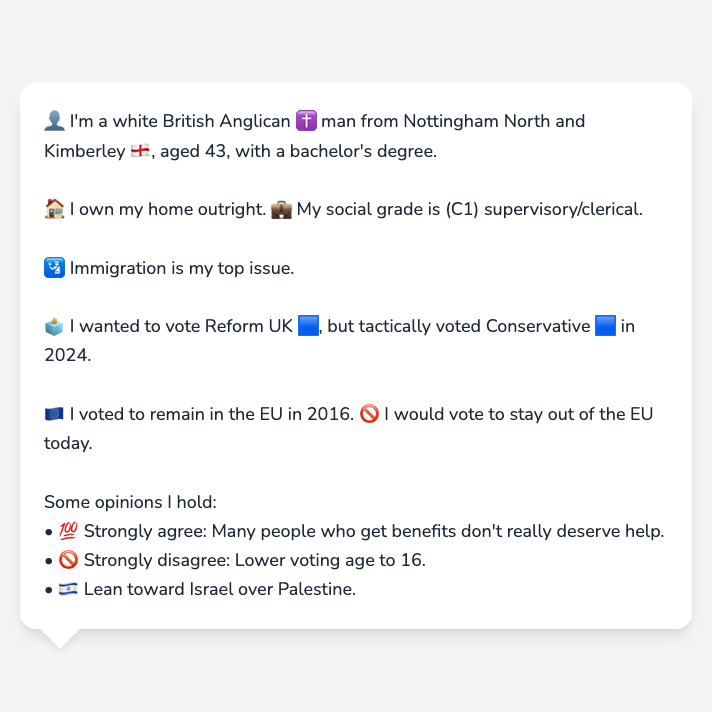 👤 I'm a white British Anglican ✝️ man from Nottingham North and
Kimberley 🏴󠁧󠁢󠁥󠁮󠁧󠁿, aged 43, with a bachelor's degree.
🏠 I own my home outright. 💼 My social grade is (C1) supervisory/clerical.
🛂 Immigration is my top issue.
🗳️ I wanted to vote Reform UK 🟦, but tactically voted Conservative 🟦 in
2024.
🇪🇺 I voted to remain in the EU in 2016. 🚫 I would vote to stay out of the EU
today.
Some opinions I hold:
• 💯 Strongly agree: Many people who get benefits don't really deserve help.
• 🚫 Strongly disagree: Lower voting age to 16.
• 🇮🇱 Lean toward Israel over Palestine.